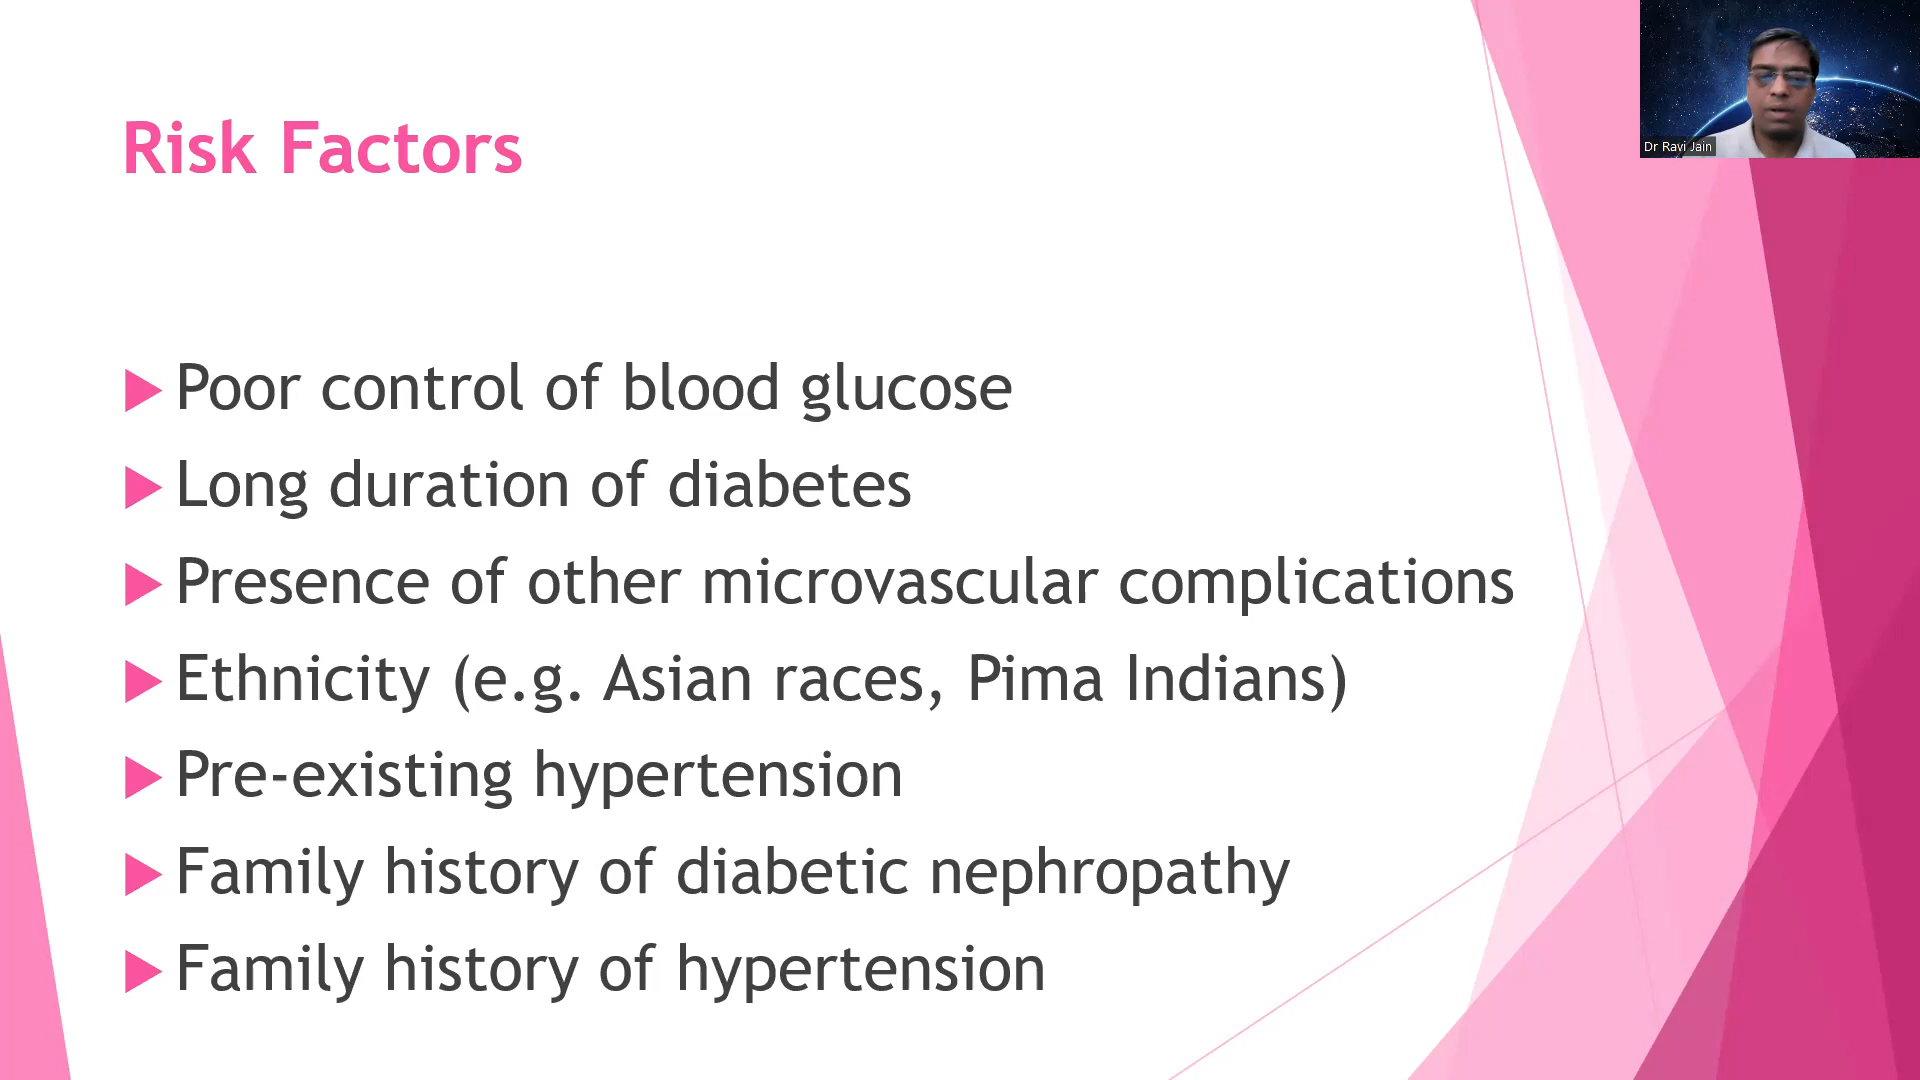 Dr Ravi Jain
Risk Factors
Poor control of blood glucose
Long duration of diabetes
Presence of other microvascular complications
Ethnicity (e.g. Asian races, Pima Indians)
Pre-existing hypertension
Family history of diabetic nephropathy
Family history of hypertension